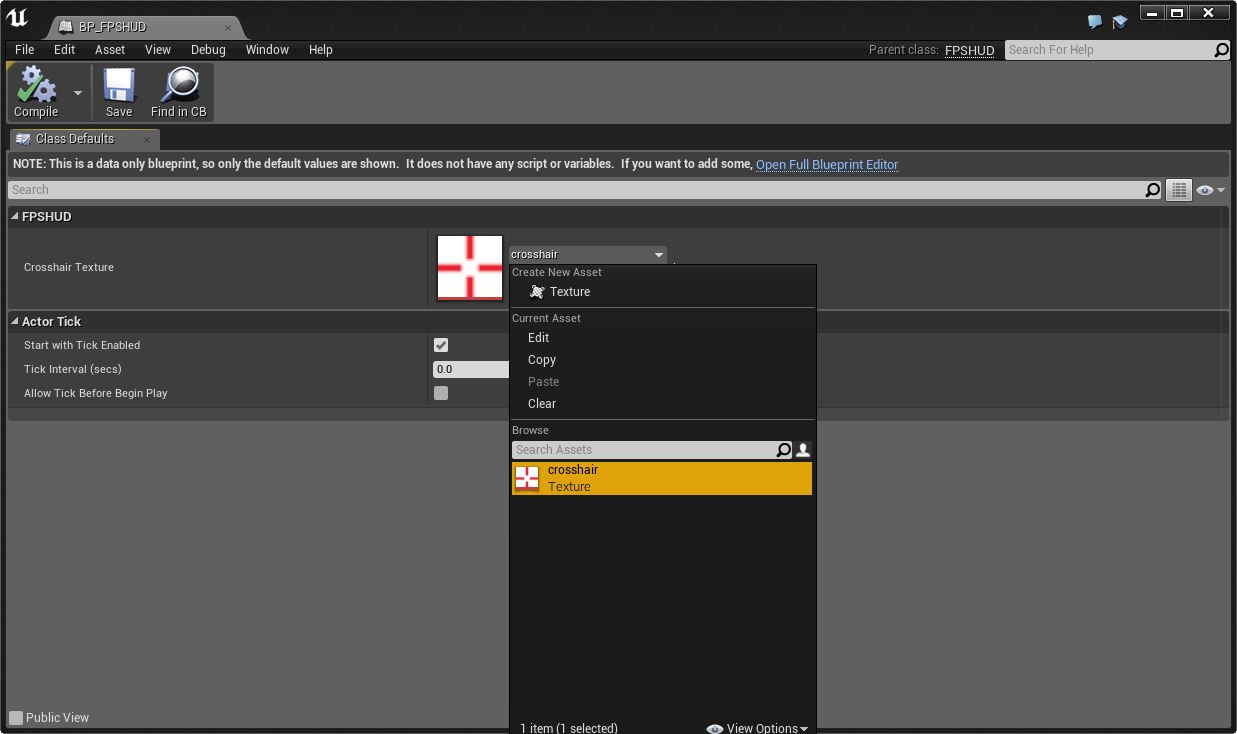 BP_FPSHUD
File Edit Asset View Debug Window Help
Parent class: FPSHUD Search For Help
Compile Save Find in CB
Class Defaults
NOTE: This is a data only blueprint, so only the default values are shown. It does not have any script or variables. If you want to add some, Open Full Blueprint Editor
Search
FPSHUD
Crosshair Texture
crosshair
Create New Asset
Texture
Current Asset
Edit
Copy
Paste
Clear
Browse
Search Assets
crosshair
Texture
1 item (1 selected) View Options
Actor Tick
Start with Tick Enabled
Tick Interval (secs) 0.0
Allow Tick Before Begin Play
Public View